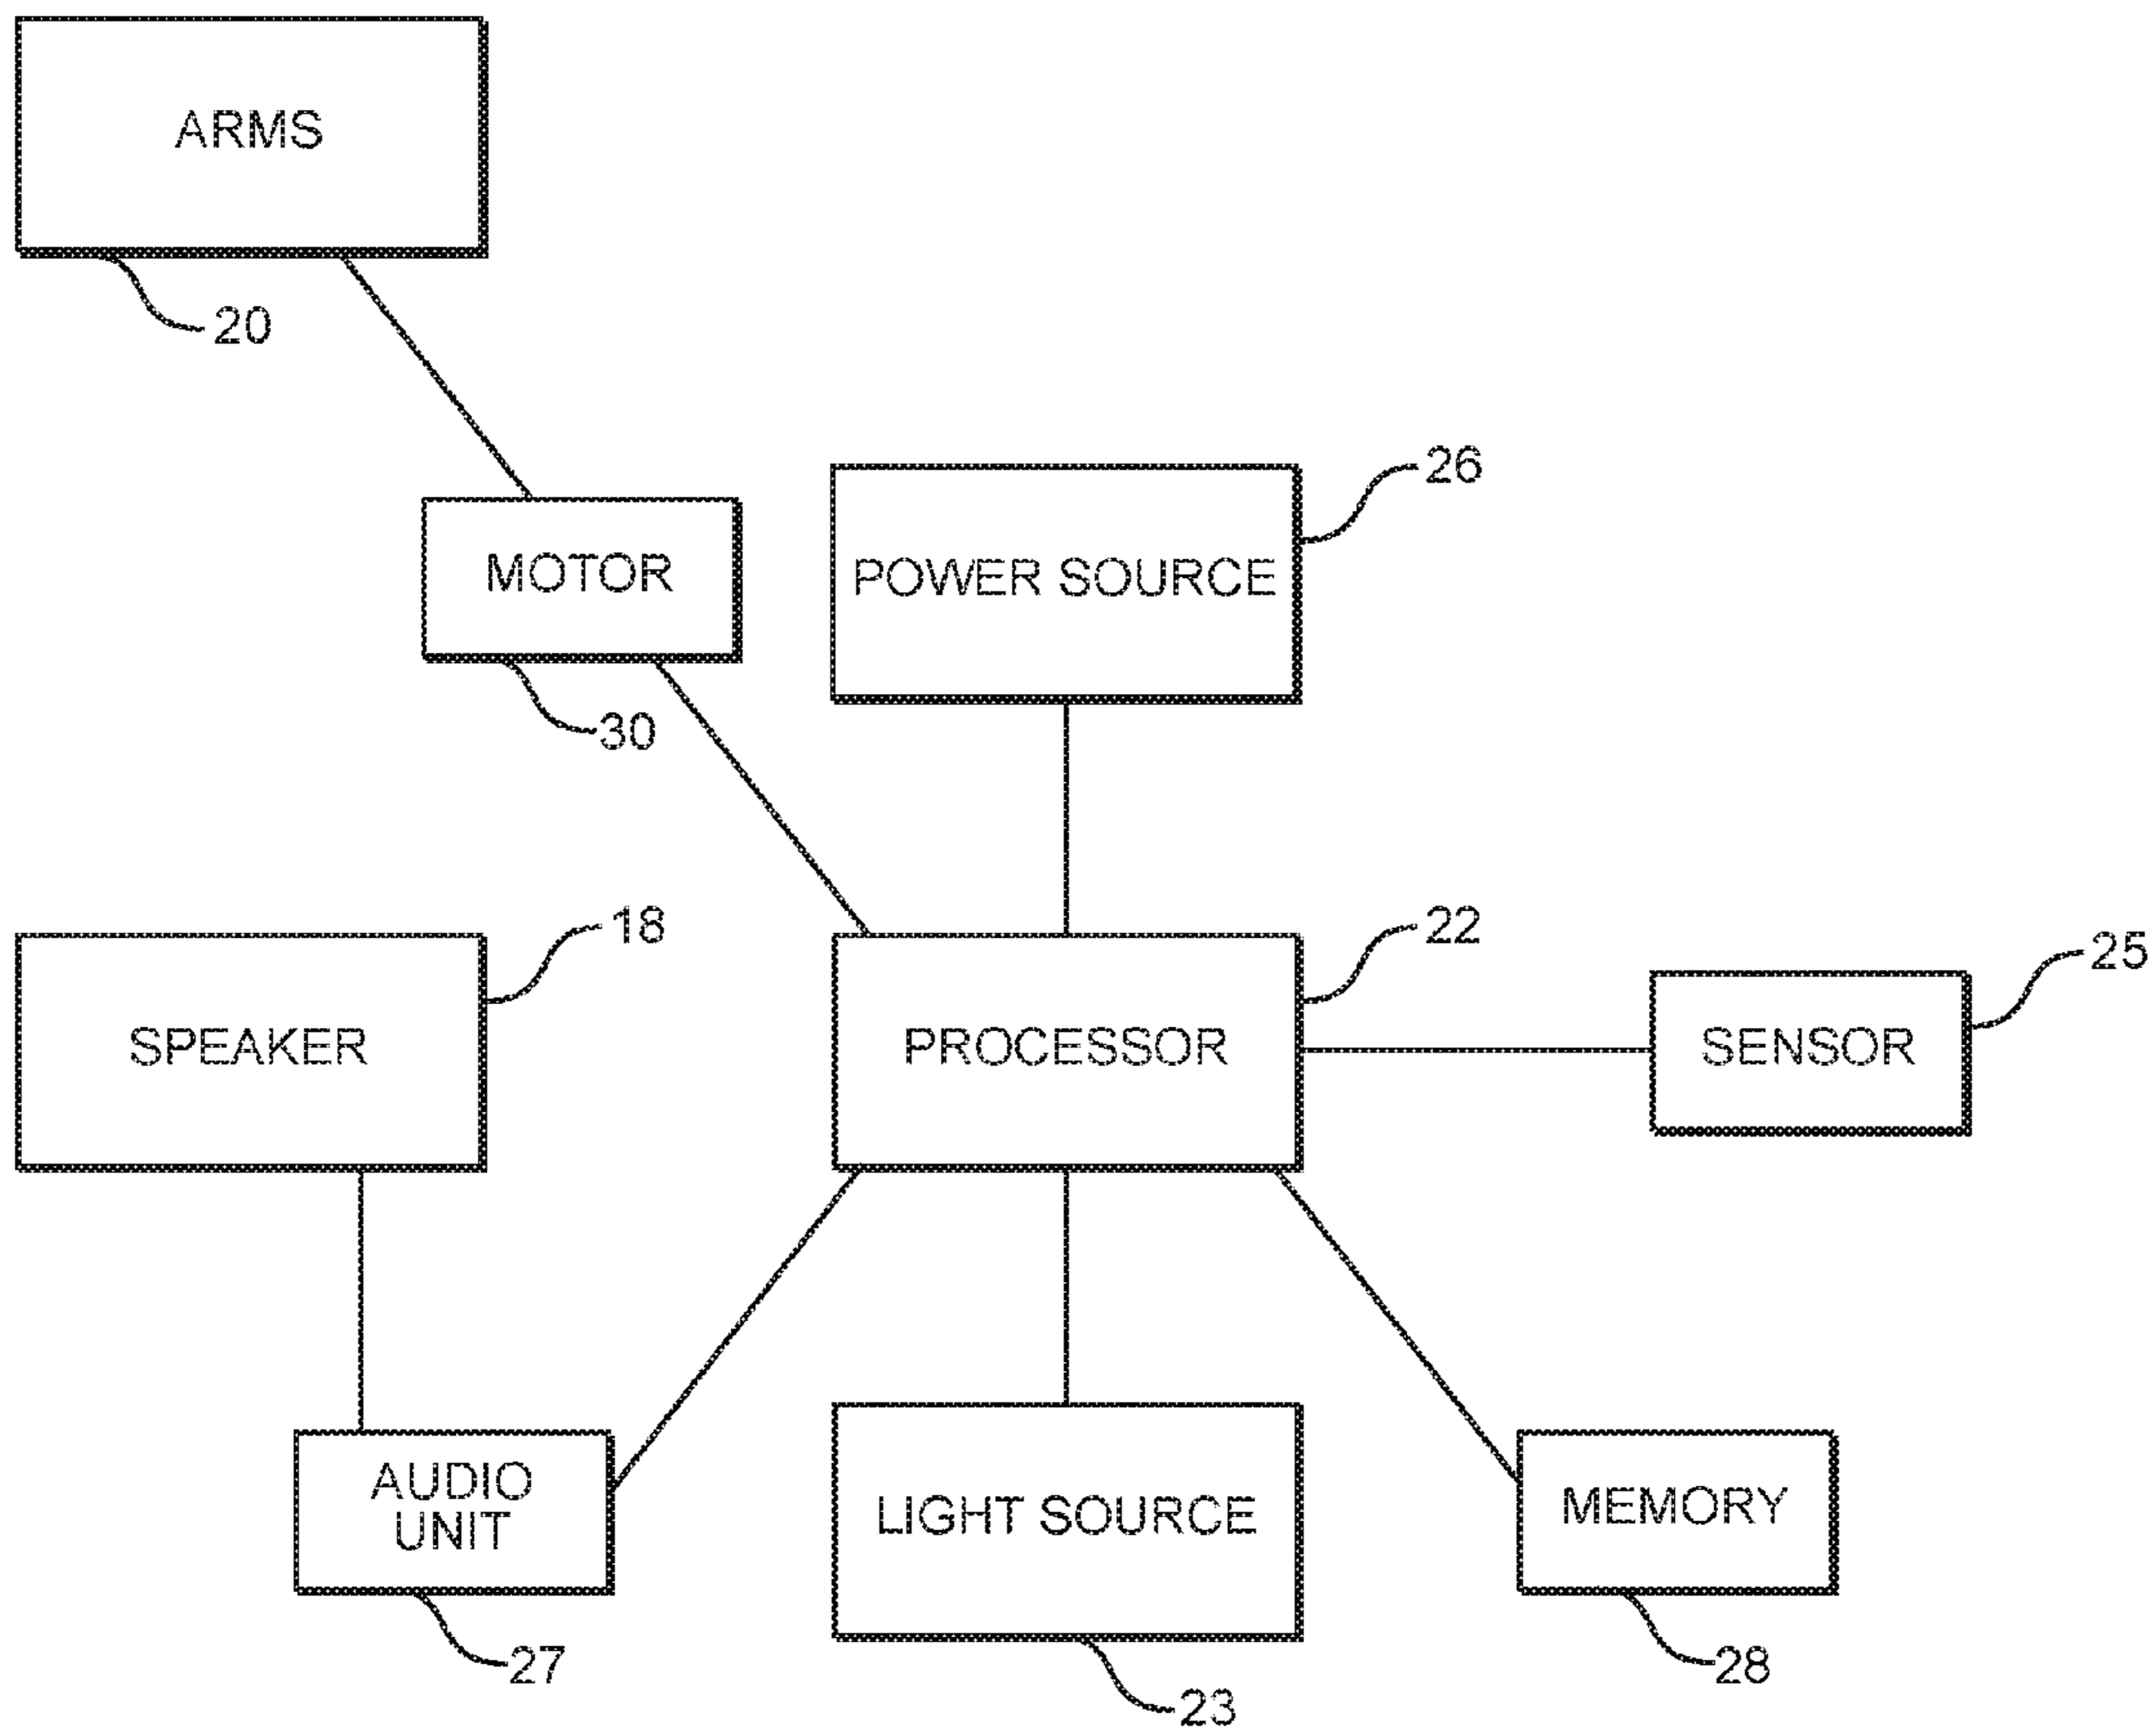 ARMS
20
26
MOTOR
POWER SOURCE
30
18
22
25
SPEAKER
PROCESSOR
SENSOR
AUDIO
UNIT
LIGHT SOURCE
MEMORY
27
23
28